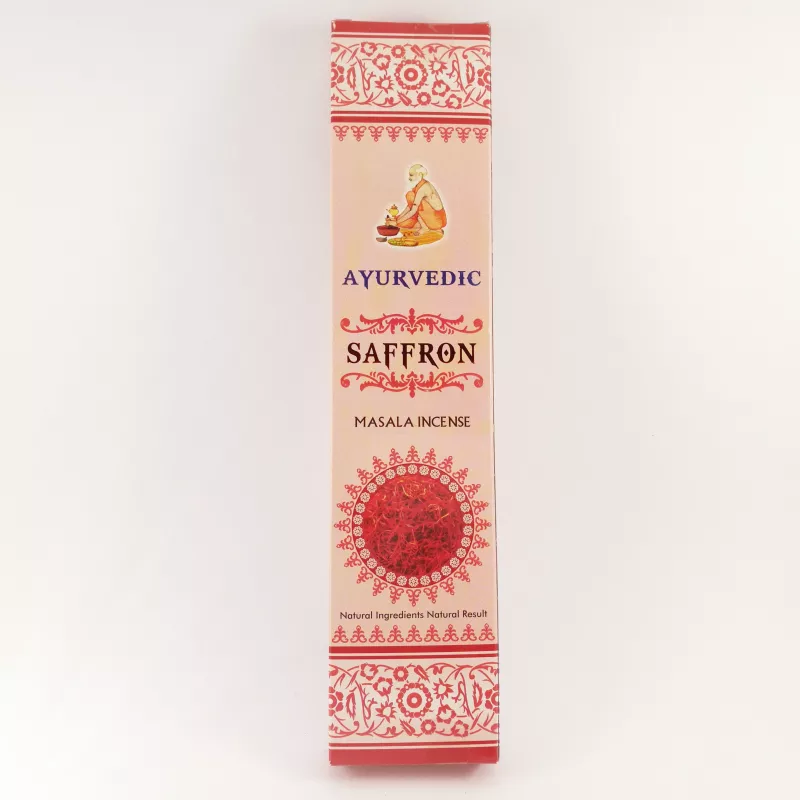 AYURVEDIC
SAFFRON
MASALA INCENSE
Natural Ingredients Natural Result